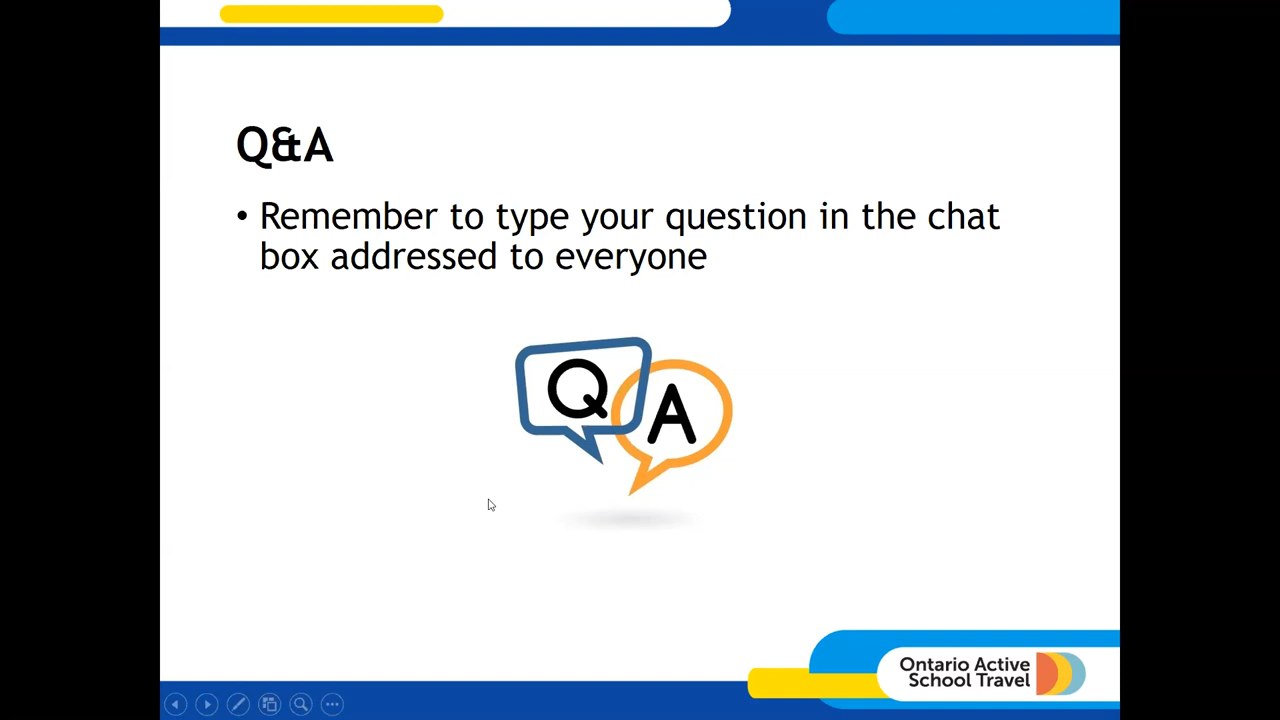 Q&A
• Remember to type your question in the chat
box addressed to everyone
Q
A
Ontario Active
School Travel